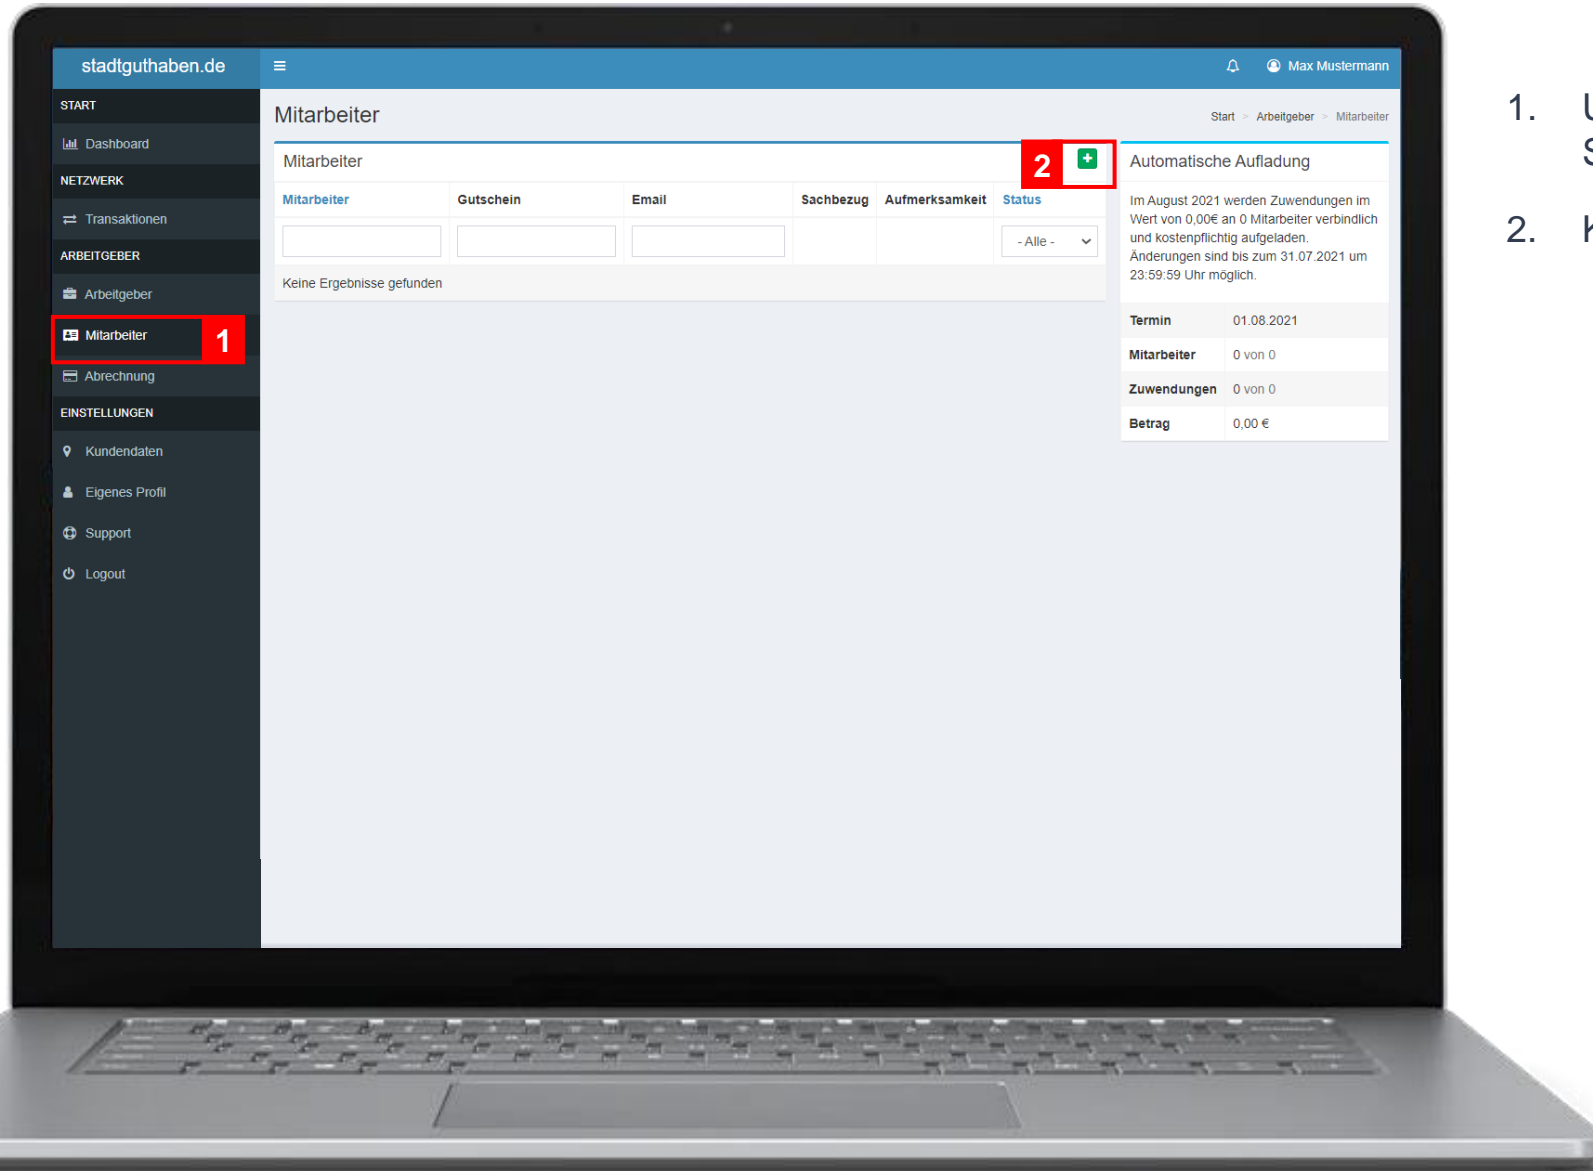 stadtguthaben.de
Max Mustermann
START
Dashboard
NETZWERK
Transaktionen
ARBEITGEBER
Arbeitgeber
Mitarbeiter
1
Abrechnung
EINSTELLUNGEN
Kundendaten
Eigenes Profil
Support
Logout
Mitarbeiter
Start > Arbeitgeber > Mitarbeiter
Mitarbeiter
2
Mitarbeiter Gutschein Email Sachbezug Aufmerksamkeit Status
- Alle -
Keine Ergebnisse gefunden
Automatische Aufladung
Im August 2021 werden Zuwendungen im
Wert von 0,00€ an 0 Mitarbeiter verbindlich
und kostenpflichtig aufgeladen.
Änderungen sind bis zum 31.07.2021 um
23:59:59 Uhr möglich.
Termin 01.08.2021
Mitarbeiter 0 von 0
Zuwendungen 0 von 0
Betrag 0,00 €
1.
2.